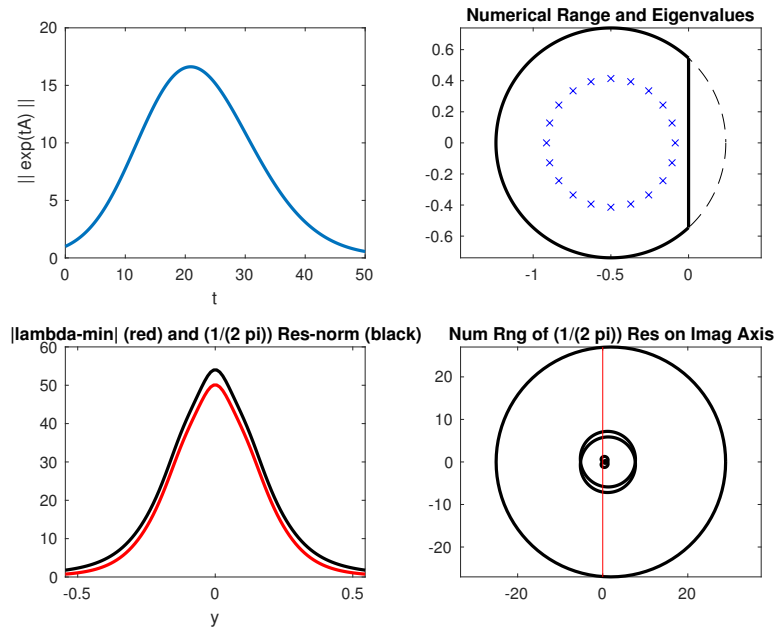 20
15
10
5
0
|| exp(tA) ||
0 10 20 30 40 50
t
Numerical Range and Eigenvalues
0.6
0.4
0.2
0
-0.2
-0.4
-0.6
-1 -0.5 0
|lambda-min| (red) and (1/(2 pi)) Res-norm (black)
60
50
40
30
20
10
0
-0.5 0 0.5
y
Num Rng of (1/(2 pi)) Res on Imag Axis
20
10
0
-10
-20
-20 0 20